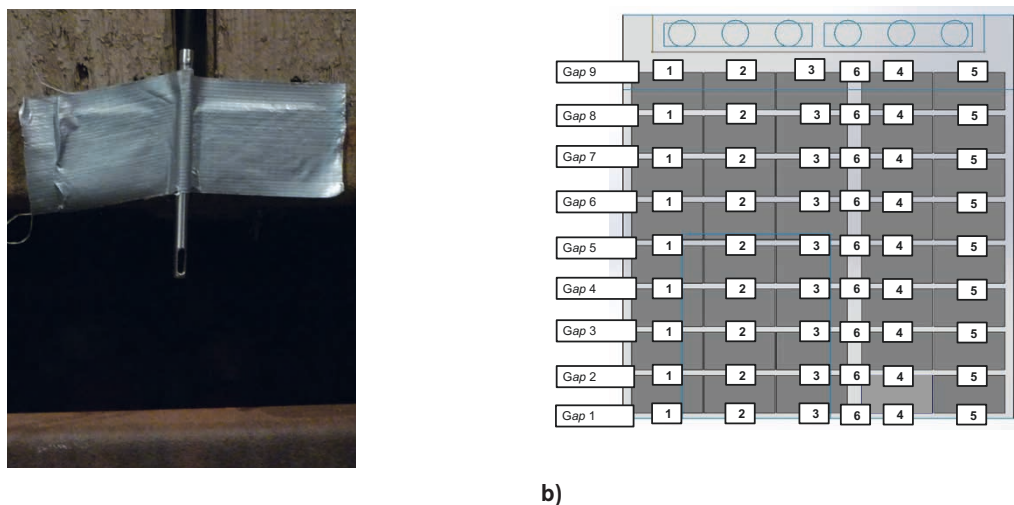 Gap 9 1 2 3 6 4 5
Gap 8 1 2 3 6 4 5
Gap 7 1 2 3 6 4 5
Gap 6 1 2 3 6 4 5
Gap 5 1 2 3 6 4 5
Gap 4 1 2 3 6 4 5
Gap 3 1 2 3 6 4 5
Gap 2 1 2 3 6 4 5
Gap 1 1 2 3 6 4 5
b)